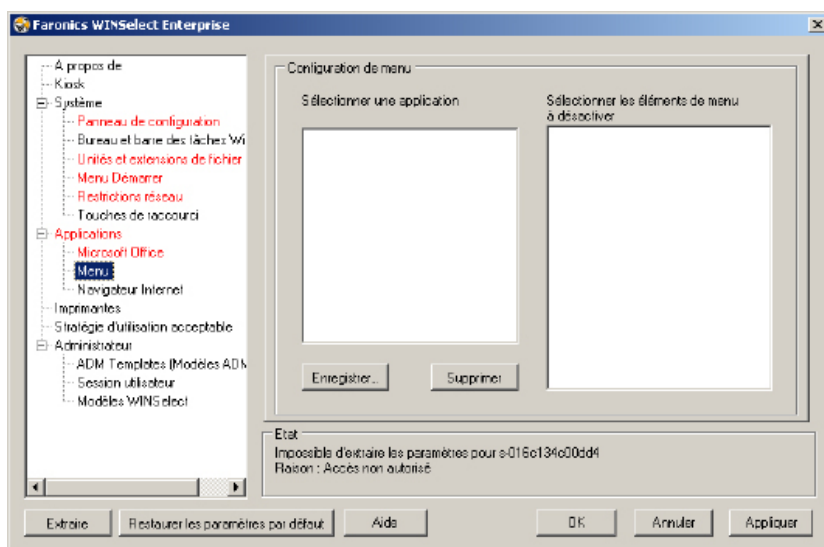 Faronics WINSelect Enterprise
A propos de
Kiosk
Système
Panneau de configuration
Bureau et barre des tâches Wi
Unités et extensions de fichier
Menu Démarrer
Restrictions réseau
Touches de raccourci
Applications
Microsoft Office
Menu
Navigateur Internet
Imprimantes
Stratégie d'utilisation acceptable
Administrateur
ADM Templates (Modèles ADM
Session utilisateur
Modèles WINSelect
Configuration de menu
Sélectionner une application
Sélectionner les éléments de menu
à désactiver
Enregistrer...
Supprimer
Etat
Impossible d'extraire les paramètres pour s-016c134c00dd4
Raison : Accès non autorisé
Extraire
Restaurer les paramètres par défaut
Aide
OK
Annuler
Appliquer